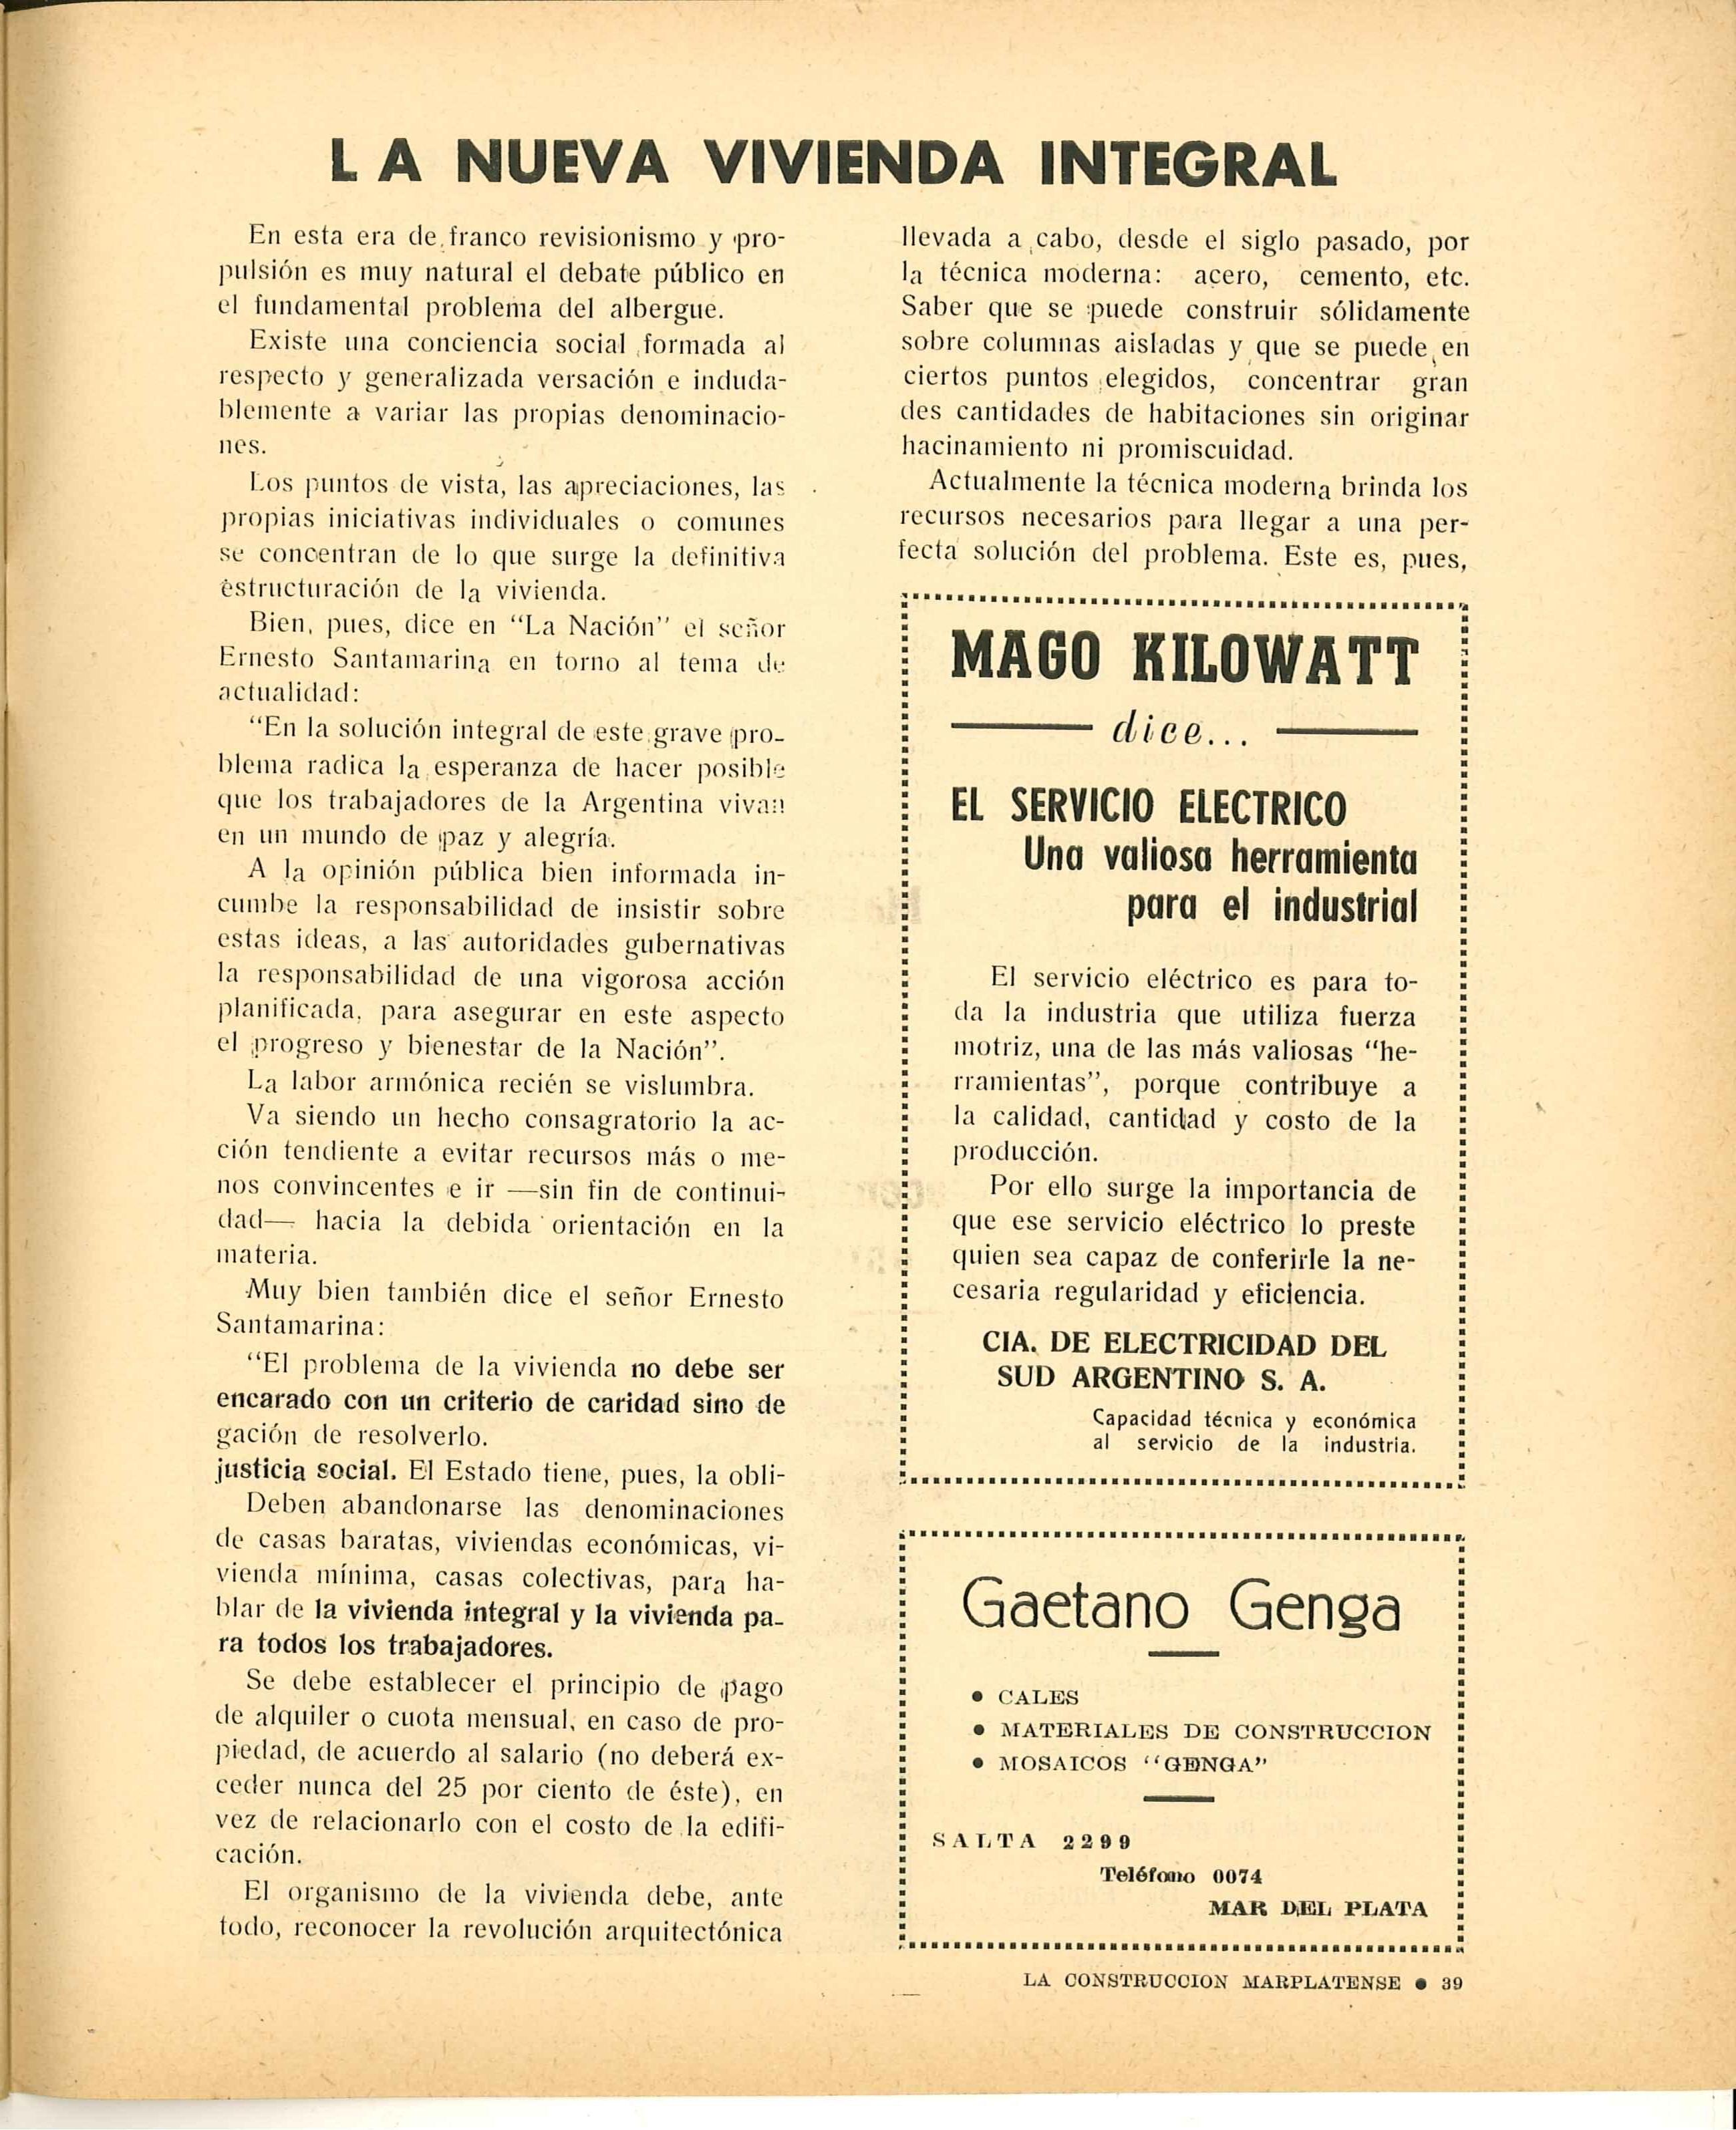 LA NUEVA VIVIENDA INTEGRAL
En esta era de franco revisionismo y pro-
pulsión es muy natural el debate público en
el fundamental problema del albergue.
Existe una conciencia social formada al
respecto y generalizada versación e induda-
blemente a variar las propias denominacio-
nes.
Los puntos de vista, las apreciaciones, las
propias iniciativas individuales o comunes
se concentran de lo que surge la definitiva
estructuración de la vivienda.
Bien, pues, dice en “La Nación” el señor
Ernesto Santamarina en torno al tema de
actualidad:
“En la solución integral de este grave pro-
blema radica la esperanza de hacer posible
que los trabajadores de la Argentina vivan
en un mundo de paz y alegría.
A la opinión pública bien informada in-
cumbe la responsabilidad de insistir sobre
estas ideas, a las autoridades gubernativas
la responsabilidad de una vigorosa acción
planificada, para asegurar en este aspecto
el progreso y bienestar de la Nación”.
La labor armónica recién se vislumbra.
Va siendo un hecho consagratorio la ac-
ción tendiente a evitar recursos más o me-
nos convincentes e ir —sin fin de continui-
dad— hacia la debida orientación en la
materia.
Muy bien también dice el señor Ernesto
Santamarina:
“El problema de la vivienda no debe ser
encarado con un criterio de caridad sino de
gación de resolverlo.
justicia social. El Estado tiene, pues, la obli-
Deben abandonarse las denominaciones
de casas baratas, viviendas económicas, vi-
vienda mínima, casas colectivas, para ha-
blar de la vivienda integral y la vivienda pa-
ra todos los trabajadores.
Se debe establecer el principio de pago
de alquiler o cuota mensual, en caso de pro-
piedad, de acuerdo al salario (no deberá ex-
ceder nunca del 25 por ciento de éste), en
vez de relacionarlo con el costo de la edifi-
cación.
El organismo de la vivienda debe, ante
todo, reconocer la revolución arquitectónica
llevada a cabo, desde el siglo pasado, por
la técnica moderna: acero, cemento, etc.
Saber que se puede construir sólidamente
sobre columnas aisladas y que se puede en
ciertos puntos elegidos, concentrar gran
des cantidades de habitaciones sin originar
hacinamiento ni promiscuidad.
Actualmente la técnica moderna brinda los
recursos necesarios para llegar a una per-
fecta solución del problema. Este es, pues,
MAGO KILOWATT
dice...
EL SERVICIO ELECTRICO
Una valiosa herramienta
para el industrial
El servicio eléctrico es para to-
da la industria que utiliza fuerza
motriz, una de las más valiosas “he-
rramientas”, porque contribuye a
la calidad, cantidad y costo de la
producción.
Por ello surge la importancia de
que ese servicio eléctrico lo preste
quien sea capaz de conferirle la ne-
cesaria regularidad y eficiencia.
CIA. DE ELECTRICIDAD DEL
SUD ARGENTINO S. A.
Capacidad técnica y económica
al servicio de la industria.
Gaetano Genga
• CALES
• MATERIALES DE CONSTRUCCION
• MOSAICOS “GENGA”
SALTA 2299
Teléfono 0074
MAR DEL PLATA
LA CONSTRUCCION MARPLATENSE • 39